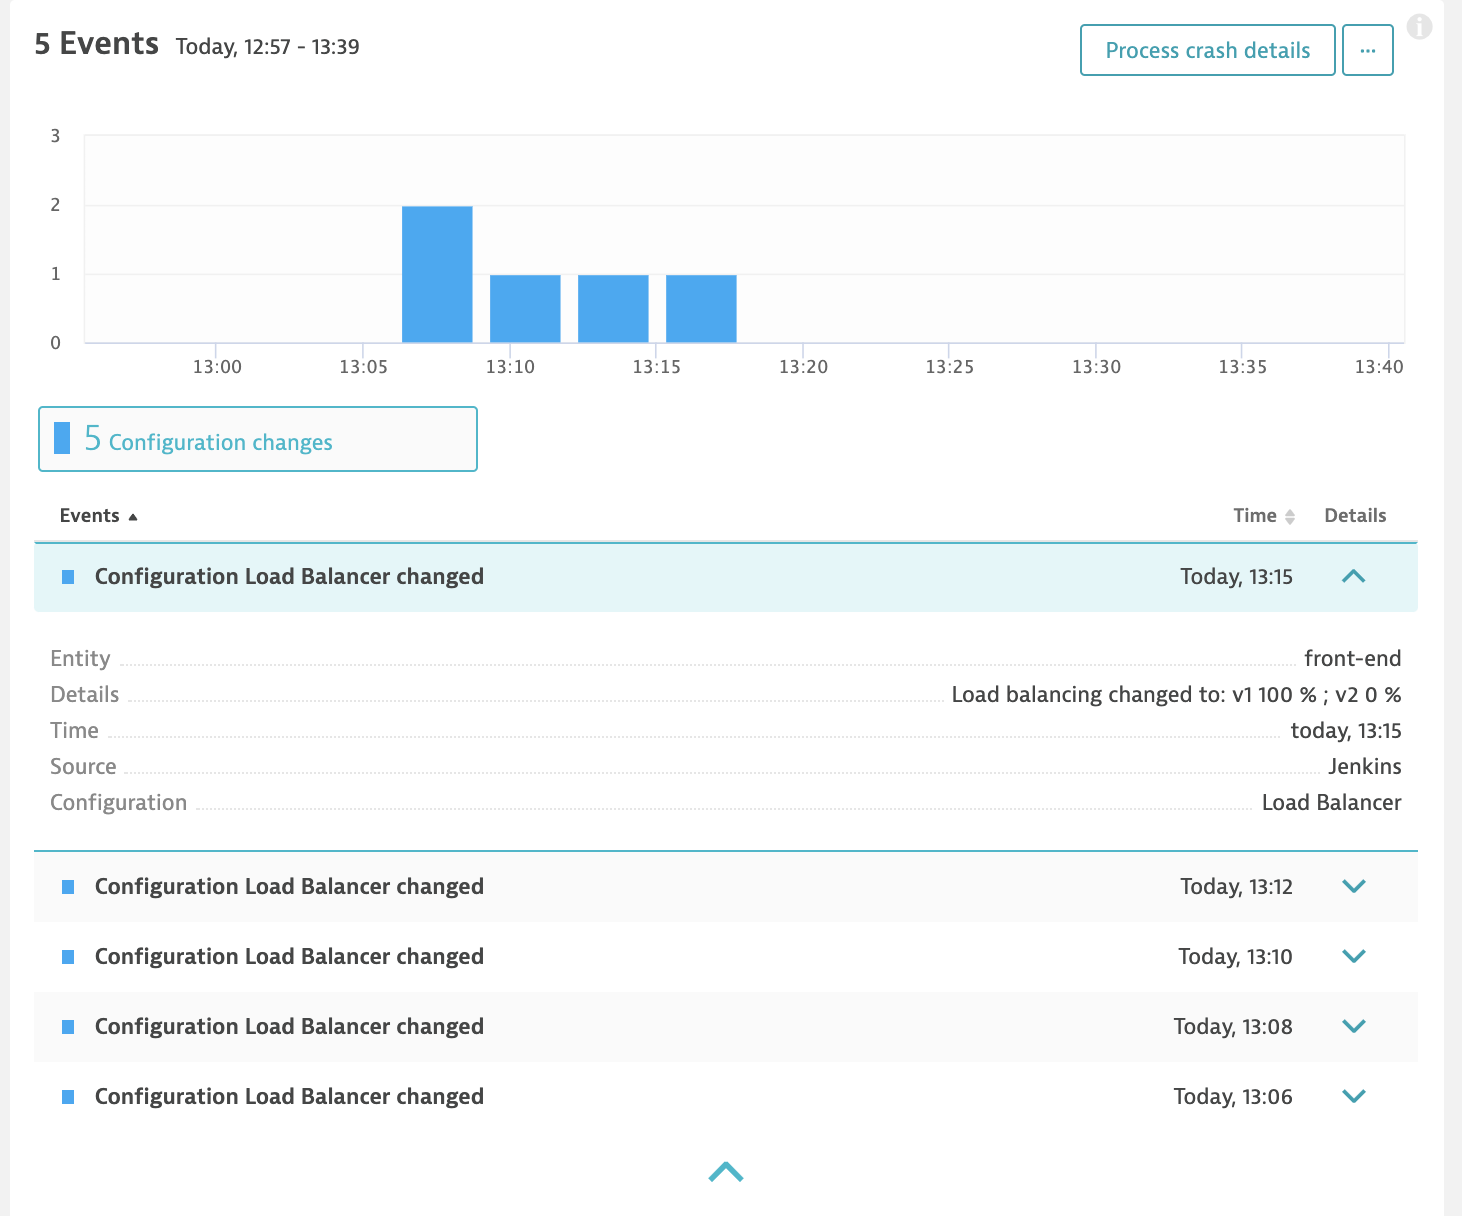 5 Events Today, 12:57 - 13:39
Process crash details ...
i
3
2
1
0
13:00 13:05 13:10 13:15 13:20 13:25 13:30 13:35 13:40
5 Configuration changes
Events Time Details
Configuration Load Balancer changed Today, 13:15
Entity front-end
Details Load balancing changed to: v1 100 % ; v2 0 %
Time today, 13:15
Source Jenkins
Configuration Load Balancer
Configuration Load Balancer changed Today, 13:12
Configuration Load Balancer changed Today, 13:10
Configuration Load Balancer changed Today, 13:08
Configuration Load Balancer changed Today, 13:06